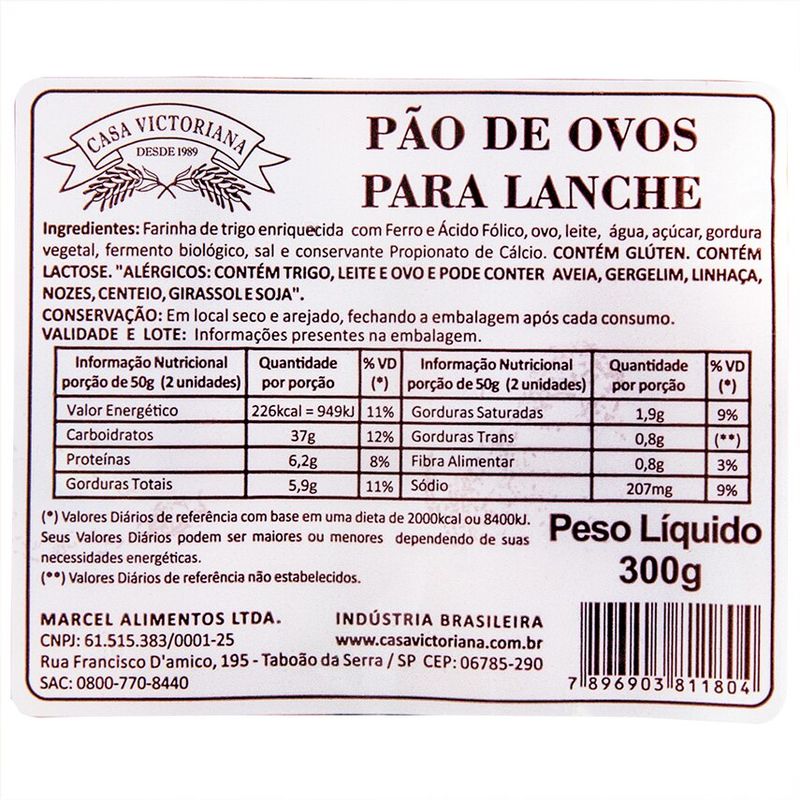 CASA VICTORIANA
DESDE 1989
PÃO DE OVOS
PARA LANCHE
Ingredientes: Farinha de trigo enriquecida com Ferro e Ácido Fólico, ovo, leite, água, açúcar, gordura
vegetal, fermento biológico, sal e conservante Propionato de Cálcio. CONTÉM GLÚTEN. CONTÉM
LACTOSE. "ALÉRGICOS: CONTÉM TRIGO, LEITE E OVO E PODE CONTER AVEIA, GERGELIM, LINHAÇA,
NOZES, CENTEIO, GIRASSOL E SOJA".
CONSERVAÇÃO: Em local seco e arejado, fechando a embalagem após cada consumo.
VALIDADE E LOTE: Informações presentes na embalagem.
Informação Nutricional Quantidade % VD Informação Nutricional Quantidade % VD
porção de 50g (2 unidades) por porção (*) porção de 50g (2 unidades) por porção (*)
Valor Energético 226kcal = 949kJ 11% Gorduras Saturadas 1,9g 9%
Carboidratos 37g 12% Gorduras Trans 0,8g (**)
Proteínas 6,2g 8% Fibra Alimentar 0,8g 3%
Gorduras Totais 5,9g 11% Sódio 207mg 9%
(*) Valores Diários de referência com base em uma dieta de 2000kcal ou 8400kJ.
Seus Valores Diários podem ser maiores ou menores dependendo de suas
necessidades energéticas.
(**) Valores Diários de referência não estabelecidos.
Peso Líquido
300g
MARCEL ALIMENTOS LTDA. INDÚSTRIA BRASILEIRA
CNPJ: 61.515.383/0001-25 www.casavictoriana.com.br
Rua Francisco D'amico, 195 - Taboão da Serra / SP CEP: 06785-290
SAC: 0800-770-8440
7 896903 811804